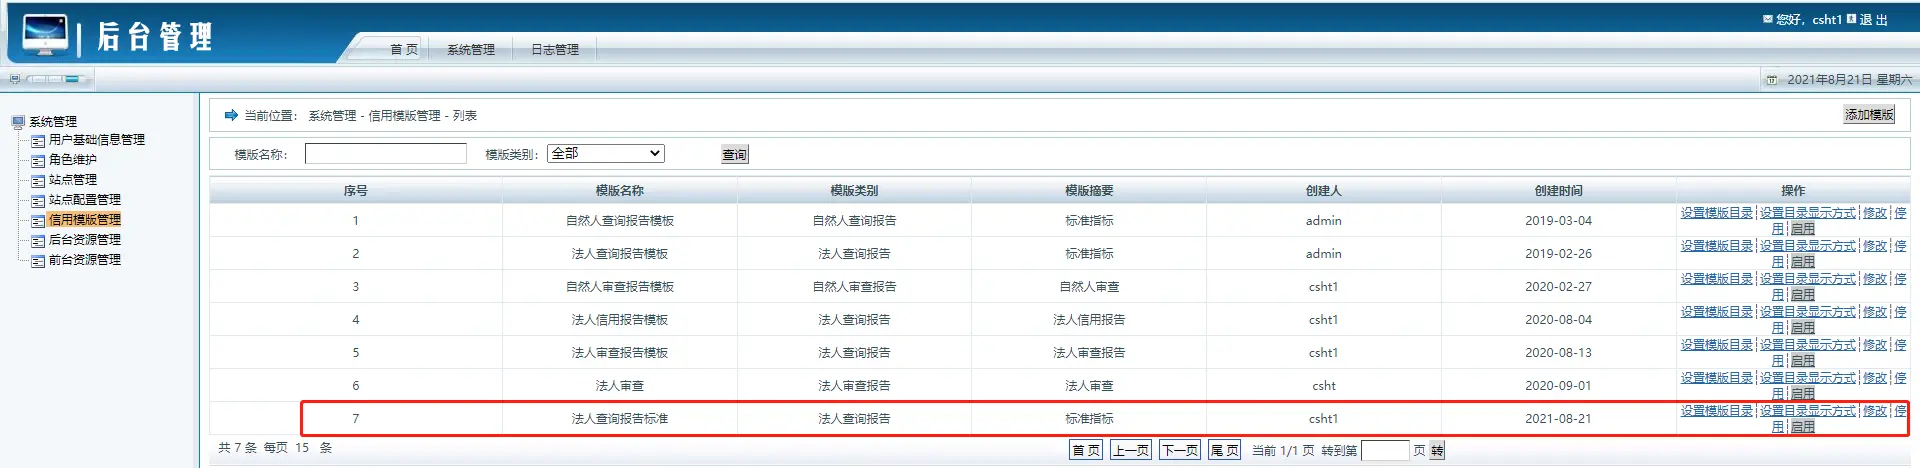 后台管理
您好，csht1 退 出
首 页 系统管理 日志管理
2021年8月21日 星期六
系统管理
用户基础信息管理
角色维护
站点管理
站点配置管理
信用模版管理
后台资源管理
前台资源管理
当前位置： 系统管理 - 信用模版管理 - 列表 添加模版
模版名称： 模版类别： 全部 查询
序号 模版名称 模版类别 模版摘要 创建人 创建时间 操作
1 自然人查询报告模板 自然人查询报告 标准指标 admin 2019-03-04 设置模版目录 设置目录显示方式 修改 停
用 启用
2 法人查询报告模板 法人查询报告 标准指标 admin 2019-02-26 设置模版目录 设置目录显示方式 修改 停
用 启用
3 自然人审查报告模板 自然人审查报告 自然人审查 csht1 2020-02-27 设置模版目录 设置目录显示方式 修改 停
用 启用
4 法人信用报告模板 法人查询报告 法人信用报告 csht1 2020-08-04 设置模版目录 设置目录显示方式 修改 停
用 启用
5 法人审查报告模板 法人查询报告 法人审查报告 csht1 2020-08-13 设置模版目录 设置目录显示方式 修改 停
用 启用
6 法人审查 法人审查报告 法人审查 csht 2020-09-01 设置模版目录 设置目录显示方式 修改 停
用 启用
7 法人查询报告标准 法人查询报告 标准指标 csht1 2021-08-21 设置模版目录 设置目录显示方式 修改 停
用 启用
共 7 条 每页 15 条 首 页 上一页 下一页 尾 页 当前 1/1 页 转到第 页 转